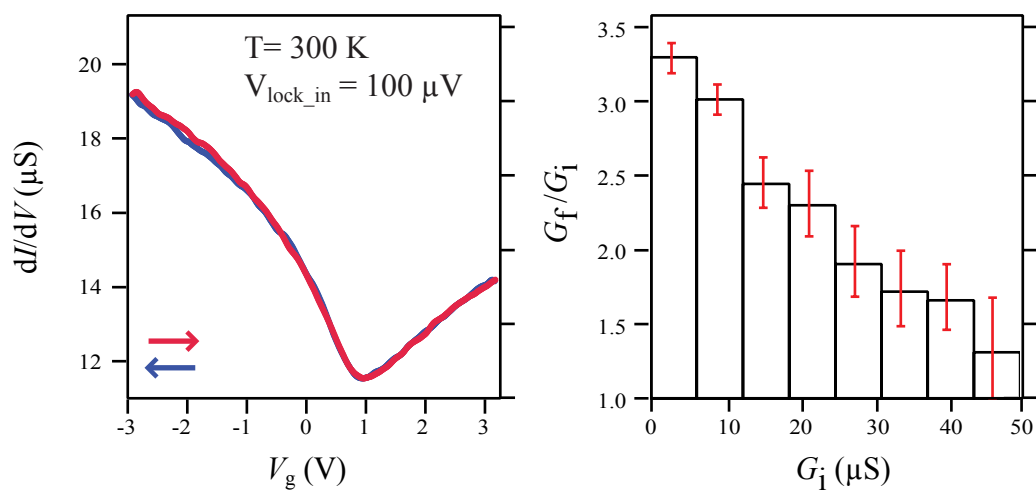 T= 300 K
V_lock_in = 100 µV
dI/dV (µS)
20
18
16
14
12
-3 -2 -1 0 1 2 3
V_g (V)
G_f/G_i
3.5
3.0
2.5
2.0
1.5
1.0
0 10 20 30 40 50
G_i (µS)